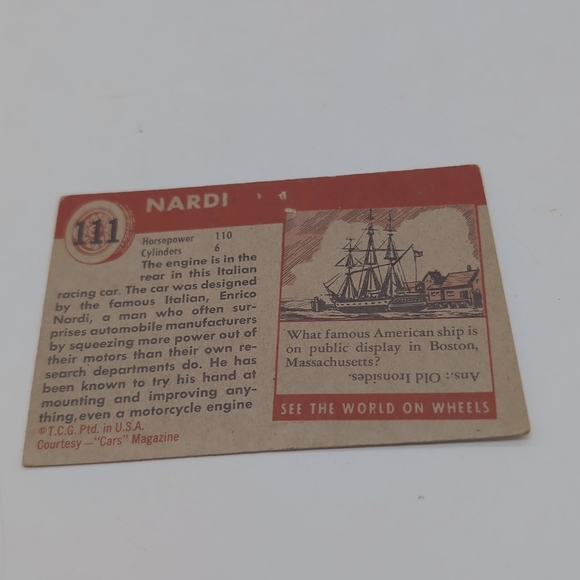 111
NARDI
Horsepower 110
Cylinders 6
The engine is in the
rear in this Italian
racing car. The car was designed
by the famous Italian, Enrico
Nardi, a man who often sur-
prises automobile manufacturers
by squeezing more power out of
their motors than their own re-
search departments do. He has
been known to try his hand at
mounting and improving any-
thing, even a motorcycle engine
©T.C.G. Ptd. in U.S.A.
Courtesy—"Cars" Magazine
What famous American ship is
on public display in Boston,
Massachusetts?
Ans.: Old Ironsides.
SEE THE WORLD ON WHEELS